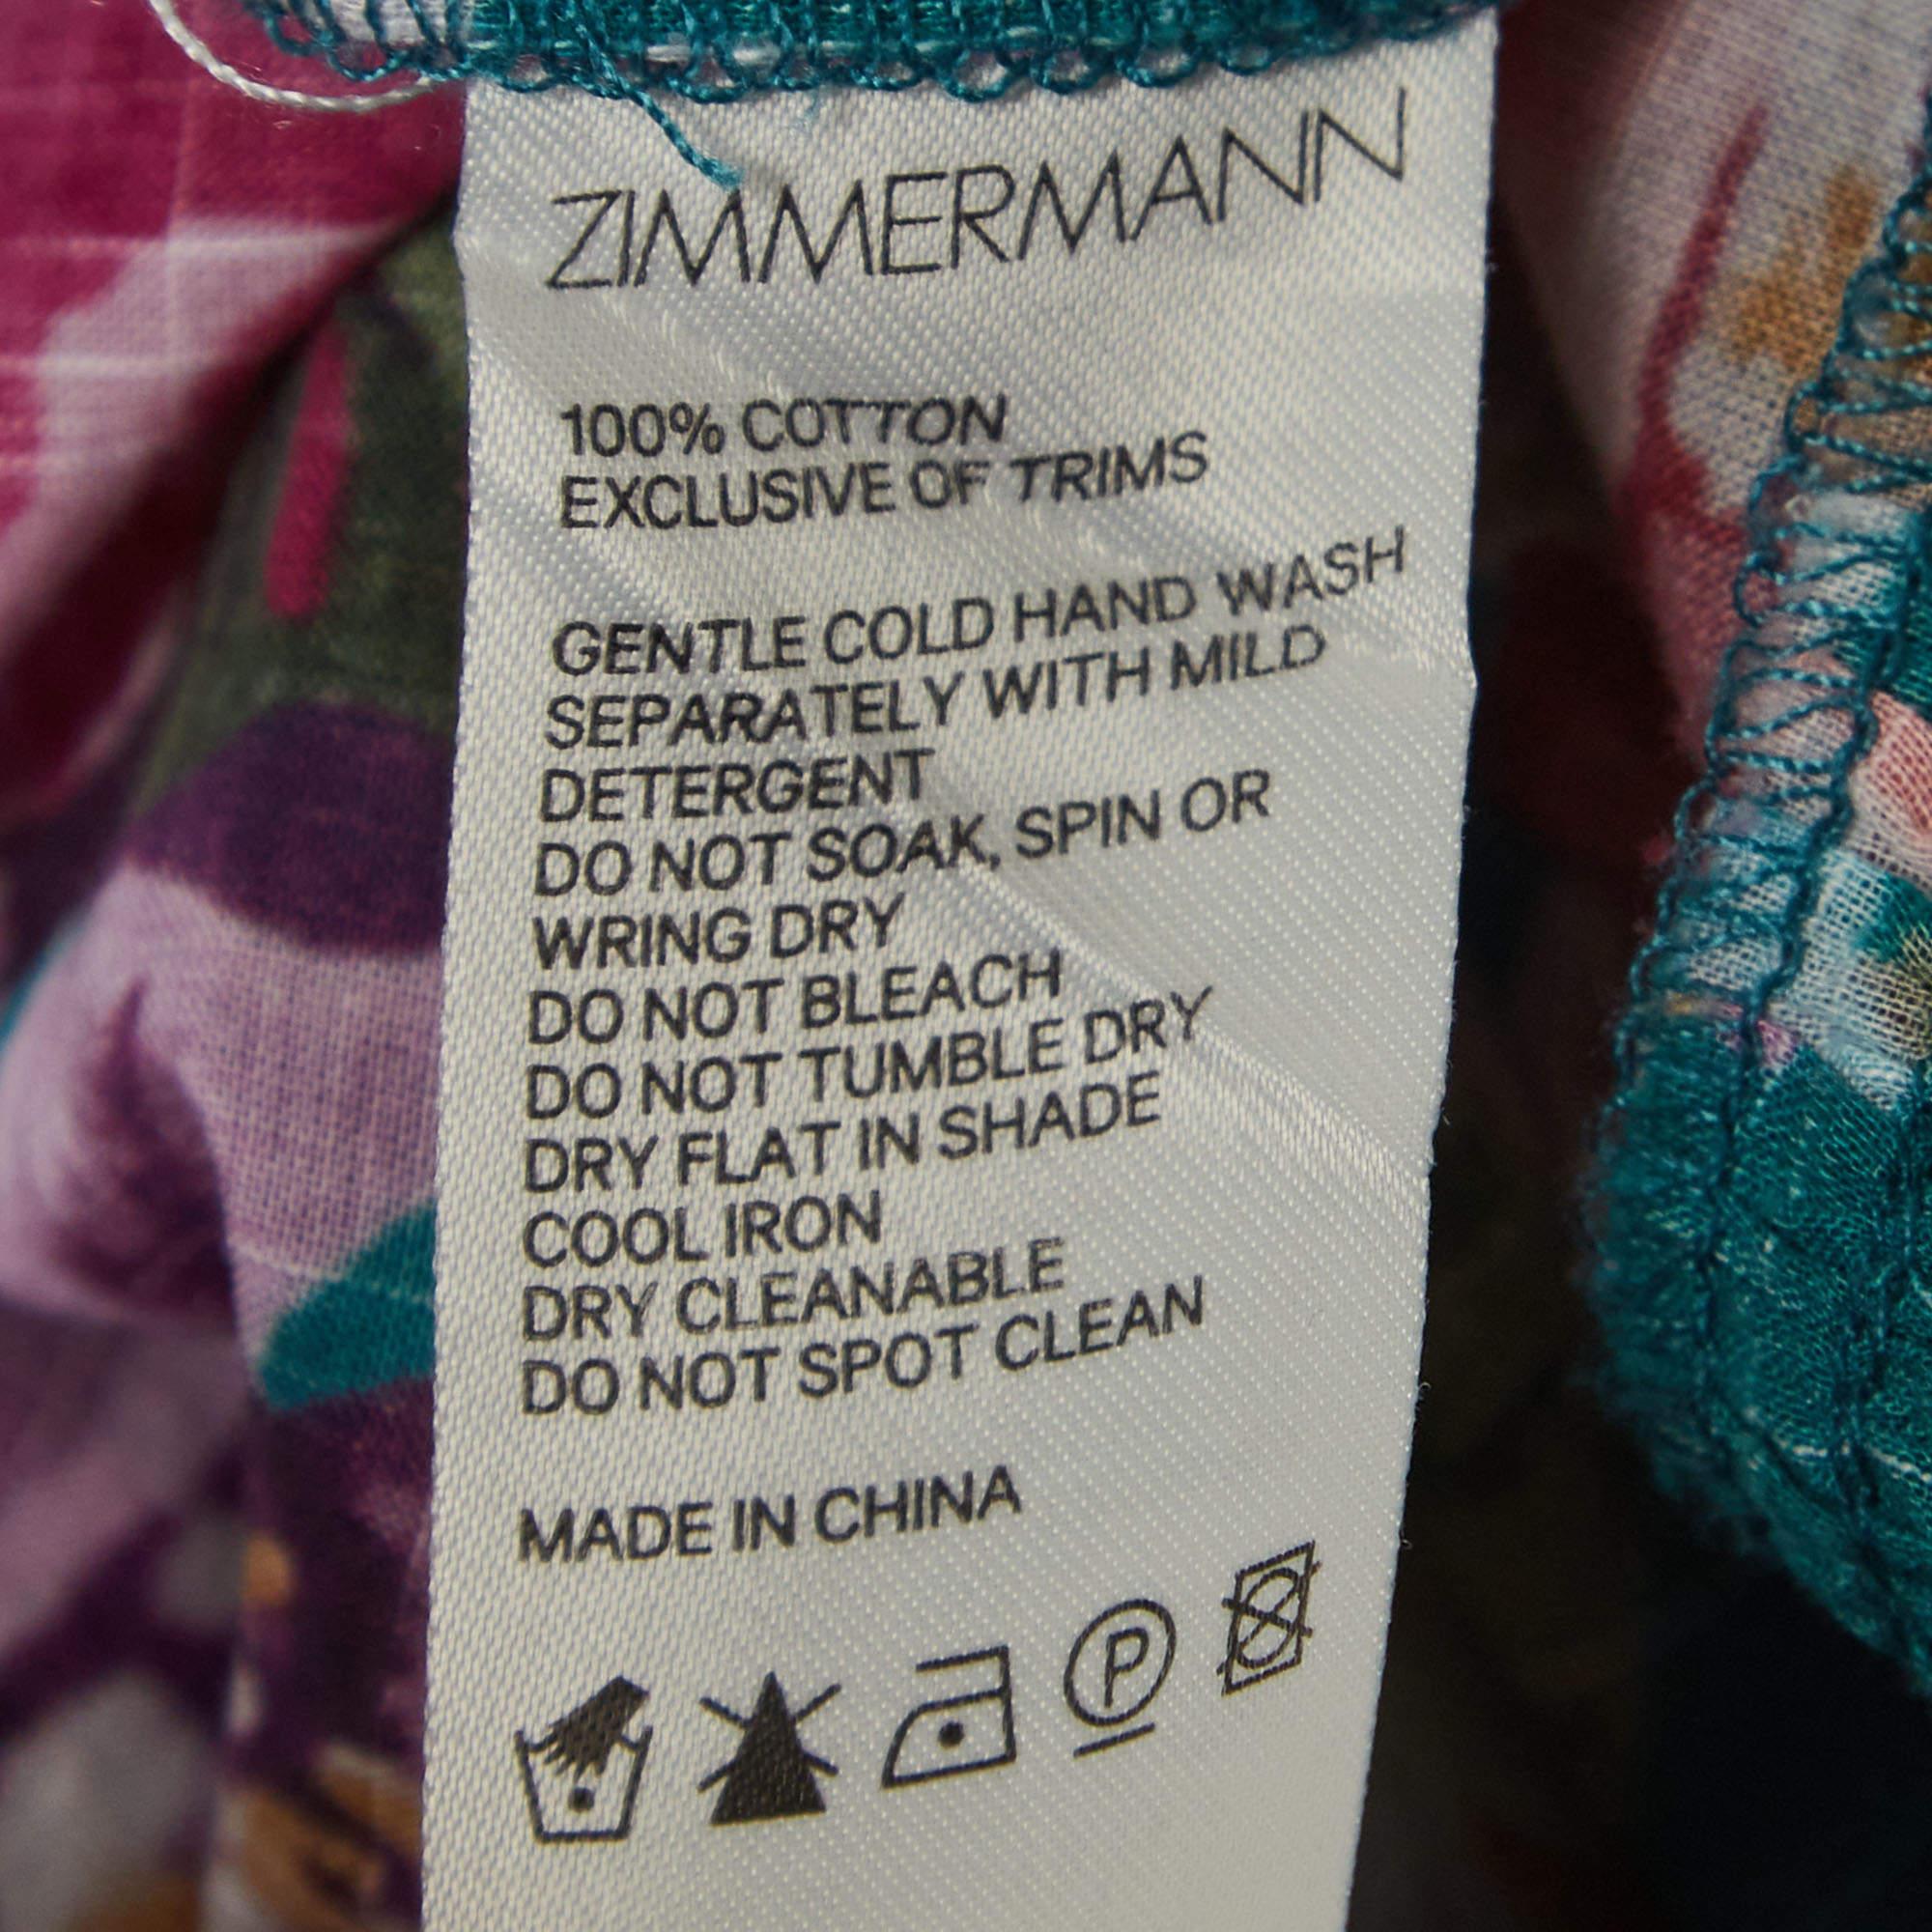 ZIMMERMANN
100% COTTON
EXCLUSIVE OF TRIMS
GENTLE COLD HAND WASH
SEPARATELY WITH MILD
DETERGENT
DO NOT SOAK, SPIN OR
WRING DRY
DO NOT BLEACH
DO NOT TUMBLE DRY
DRY FLAT IN SHADE
COOL IRON
DRY CLEANABLE
DO NOT SPOT CLEAN
MADE IN CHINA
P